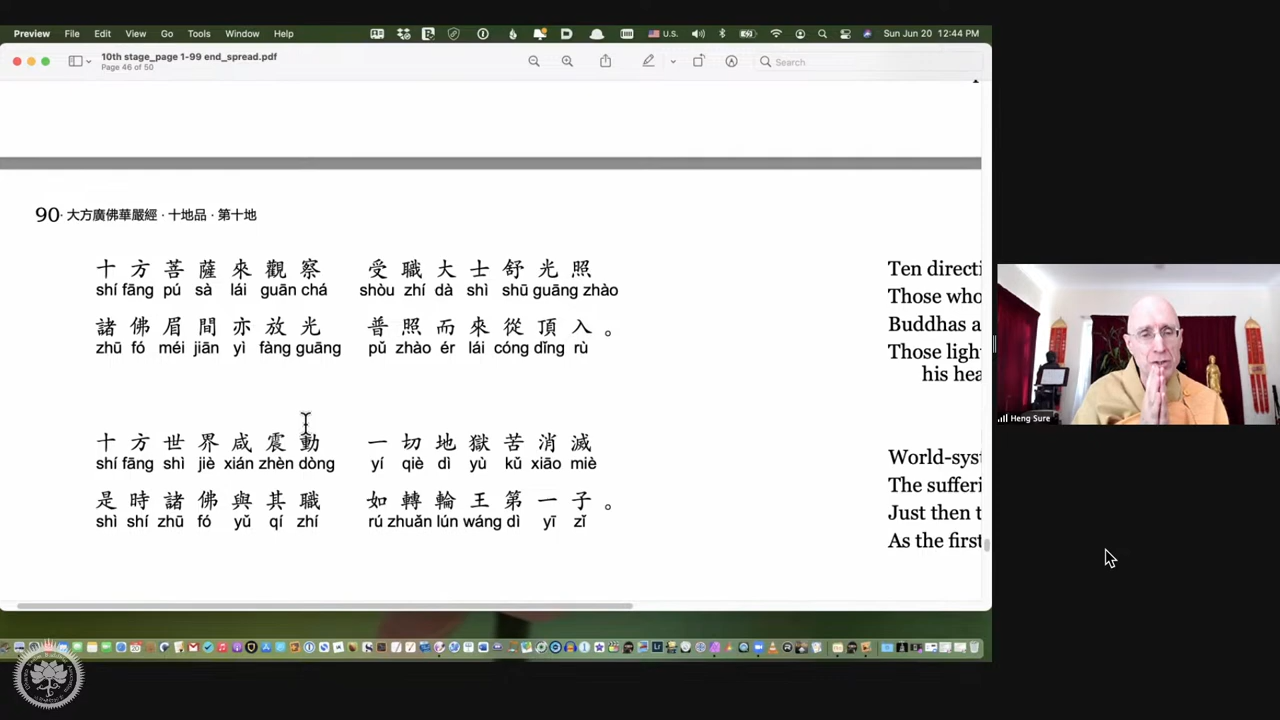 Preview File Edit View Go Tools Window Help U.S. Sun Jun 20 12:44 PM
10th stage_page 1-99 end_spread.pdf
Page 46 of 50
Search
90· 大方廣佛華嚴經 · 十地品 · 第十地
十方菩薩來觀察 受職大士舒光照
shí fāng pú sà lái guān chá shòu zhí dà shì shū guāng zhào
諸佛眉間亦放光 普照而來從頂入。
zhū fó méi jiān yì fàng guāng pǔ zhào ér lái cóng dǐng rù
十方世界咸震動 一切地獄苦消滅
shí fāng shì jiè xián zhèn dòng yí qiè dì yù kǔ xiāo miè
是時諸佛與其職 如轉輪王第一子。
shì shí zhū fó yǔ qí zhí rú zhuǎn lún wáng dì yī zǐ
Ten directi
Those who
Buddhas a
Those ligh
his hea
World-sys
The sufferi
Just then t
As the first
Heng Sure